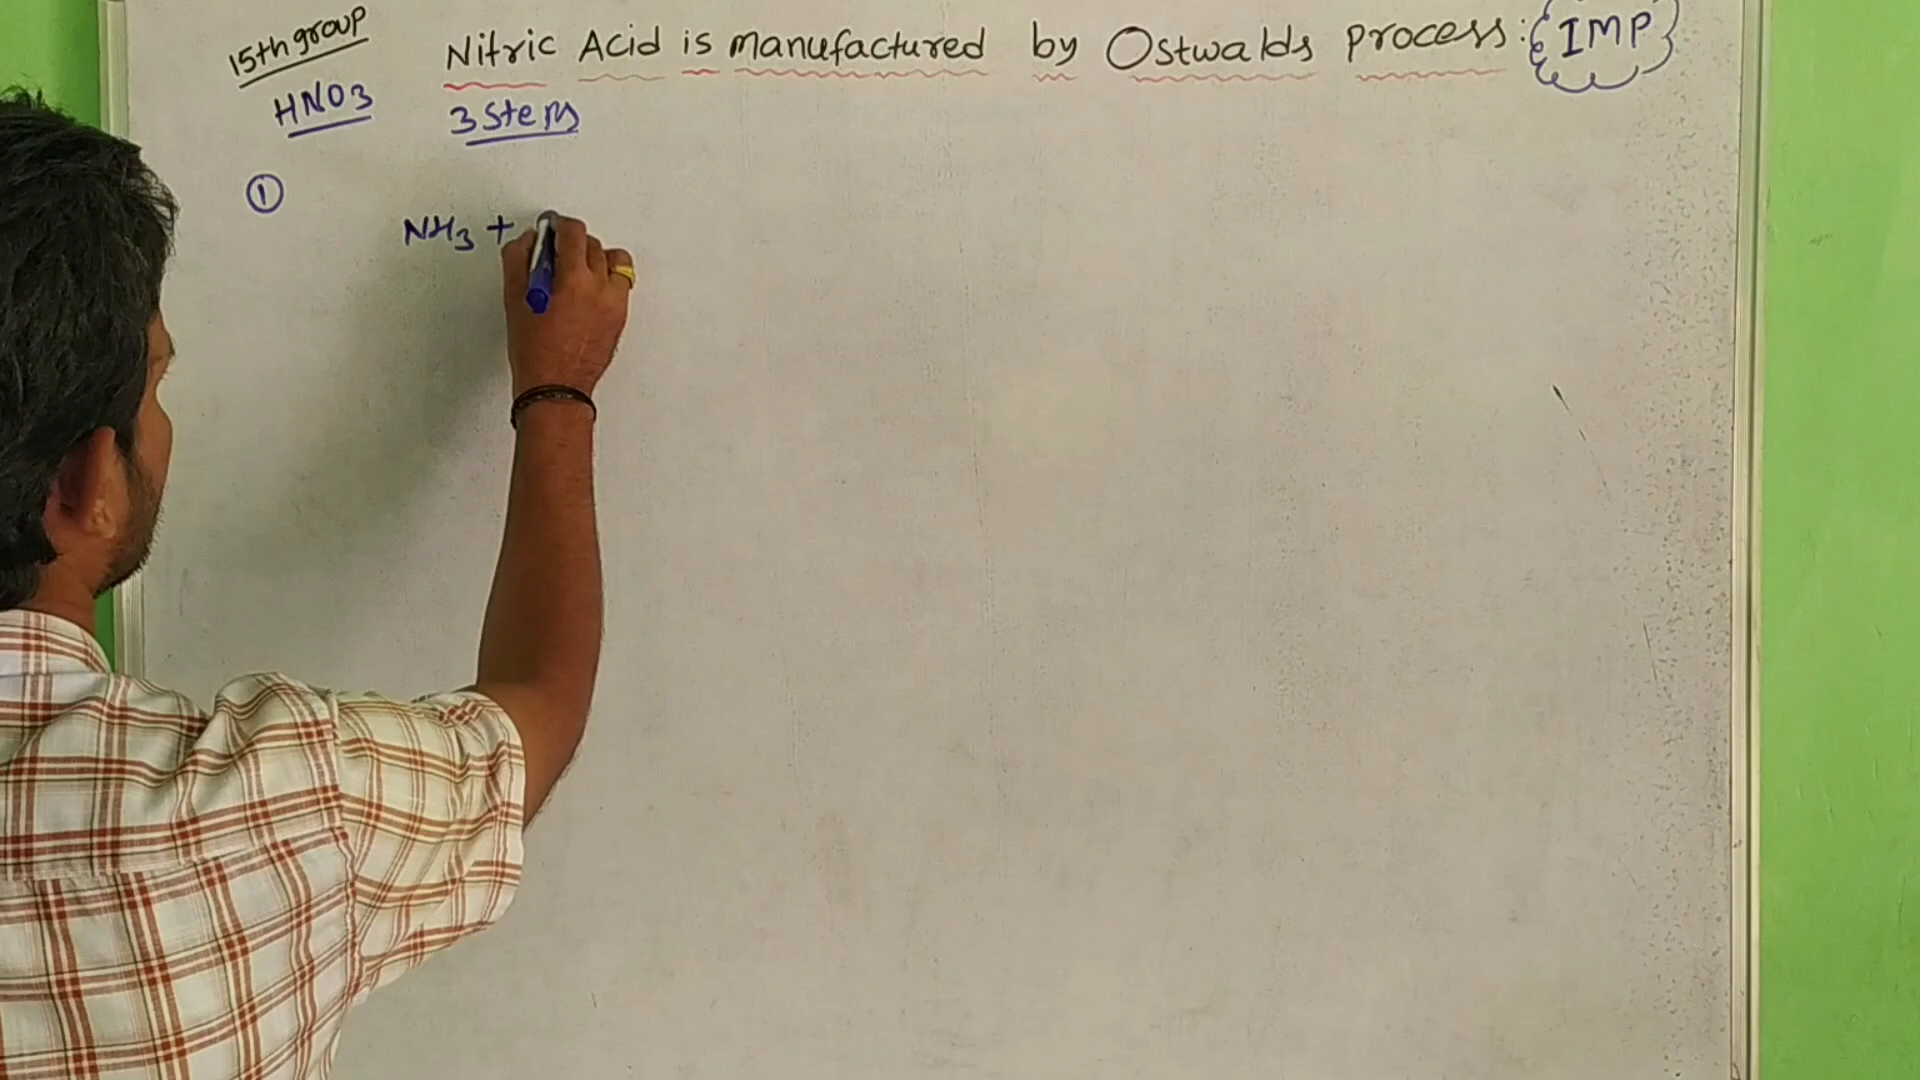 15th group
Nitric Acid is manufactured by Ostwalds process: IMP
HNO3
3 Steps
1
NH3 +